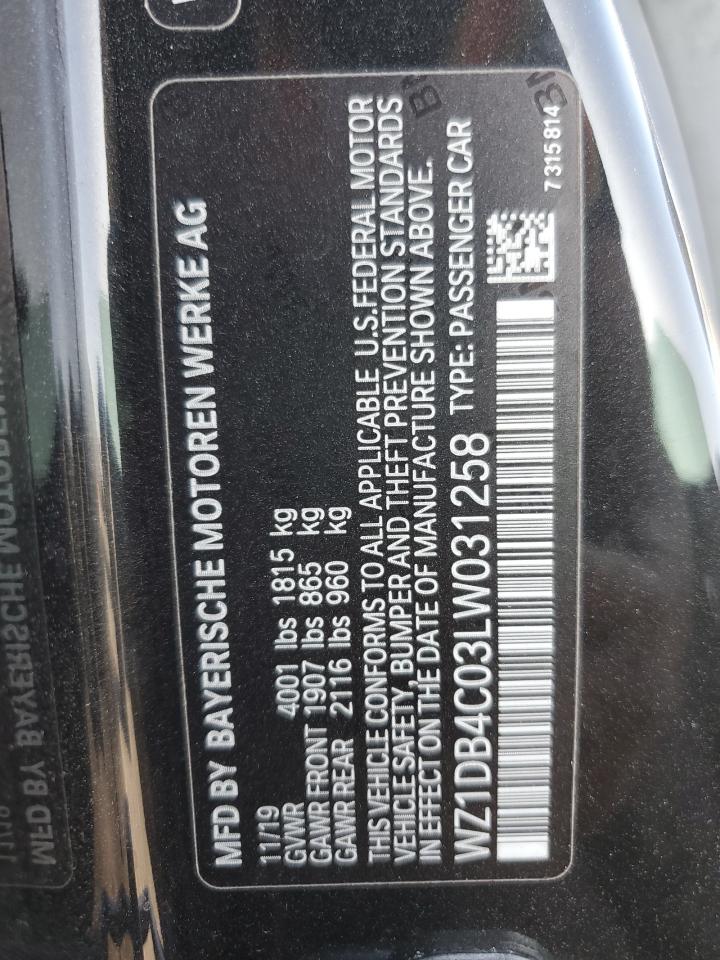 MFD BY BAYERISCHE MOTOREN WERKE AG
11/19
GVWR 4001 lbs 1815 kg
GAWR FRONT 1907 lbs 865 kg
GAWR REAR 2116 lbs 960 kg
THIS VEHICLE CONFORMS TO ALL APPLICABLE U.S.FEDERAL MOTOR
VEHICLE SAFETY, BUMPER AND THEFT PREVENTION STANDARDS
IN EFFECT ON THE DATE OF MANUFACTURE SHOWN ABOVE.
WZ1DB4C03LW031258 TYPE: PASSENGER CAR
7 315 814